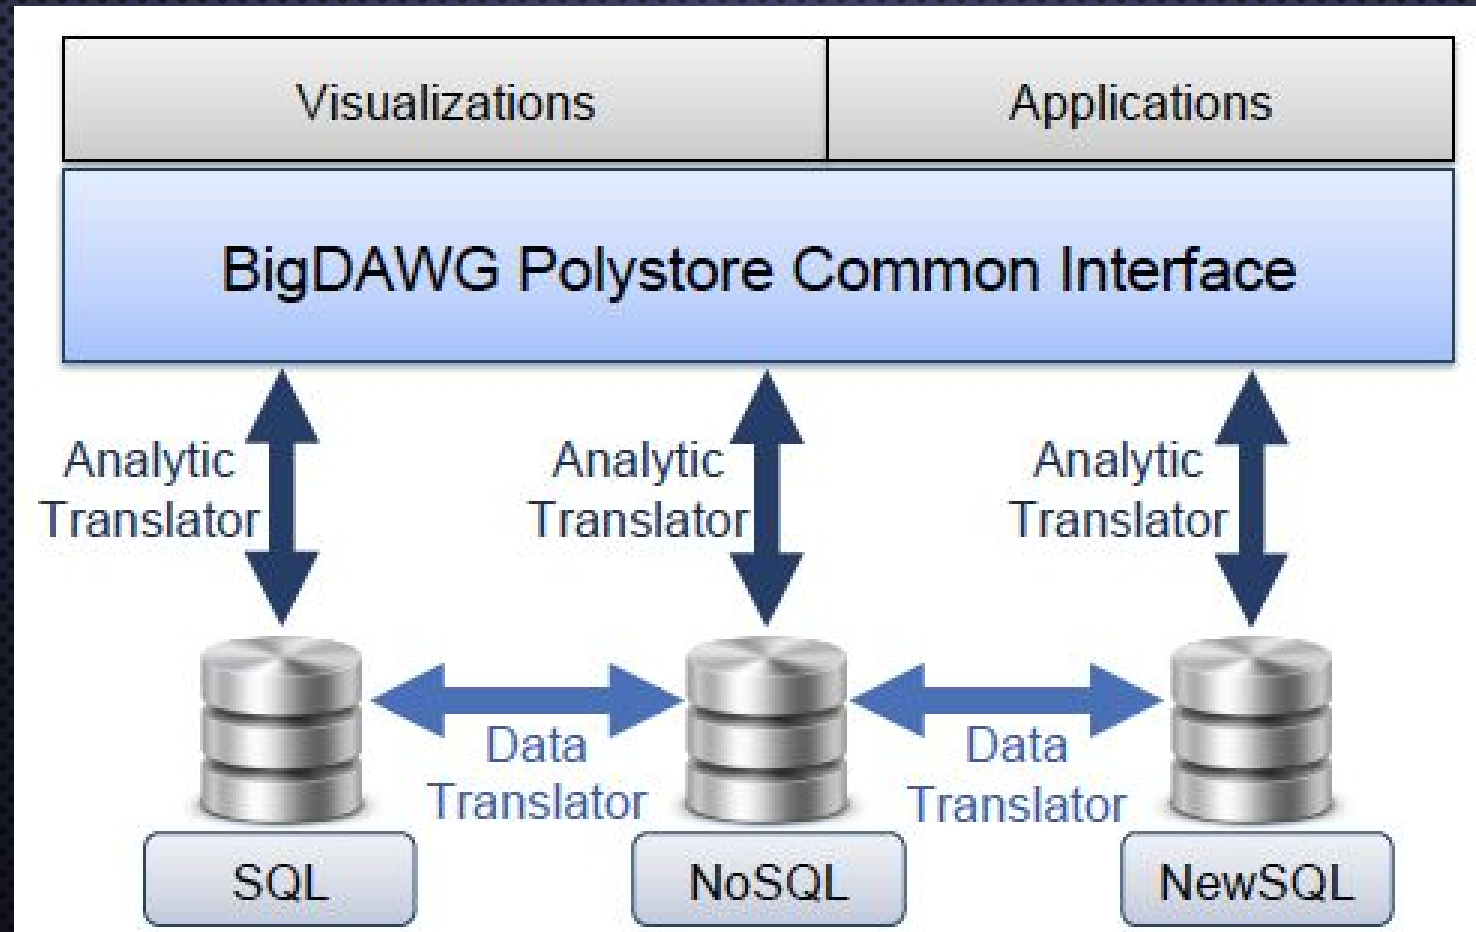 Visualizations
Applications
BigDAWG Polystore Common Interface
Analytic
Translator
Analytic
Translator
Analytic
Translator
Data
Translator
Data
Translator
SQL
NoSQL
NewSQL